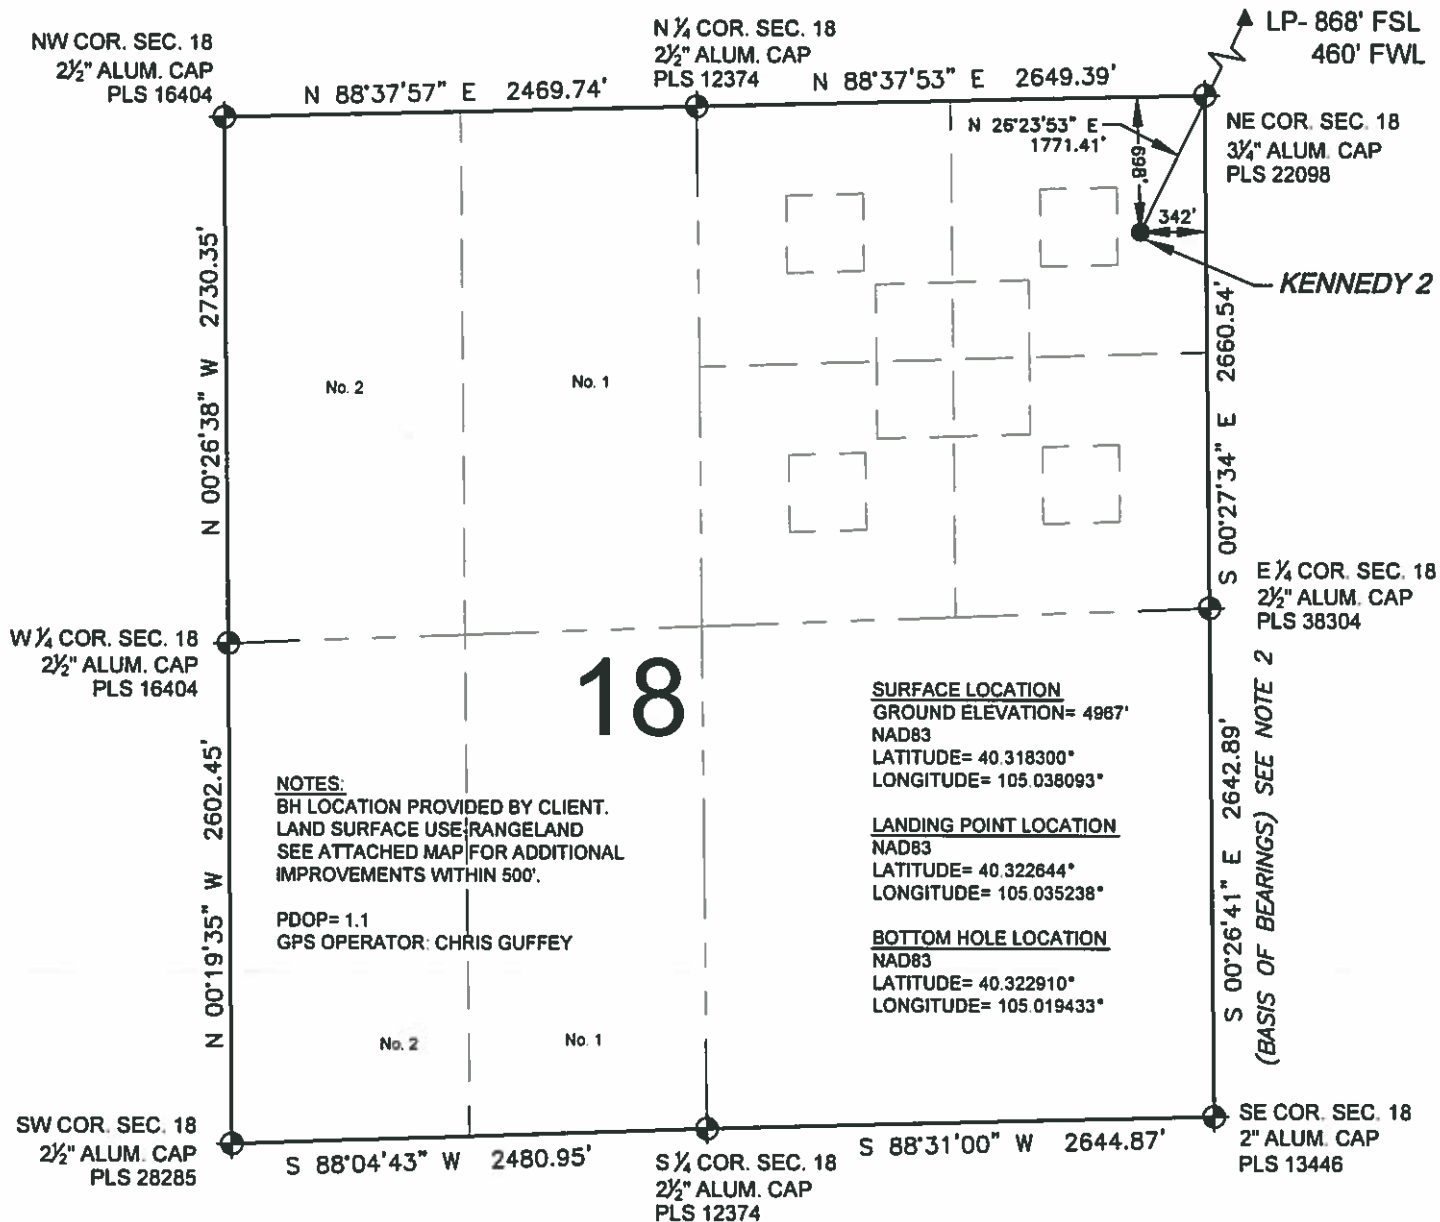 LP- 868' FSL
460' FWL
NW COR. SEC. 18
2½" ALUM. CAP
PLS 16404
N ¼ COR. SEC. 18
2½" ALUM. CAP
PLS 12374
N 88°37'57" E 2469.74'
N 88°37'53" E 2649.39'
NE COR. SEC. 18
3¼" ALUM. CAP
PLS 22098
N 26°23'53" E
1771.41'
698'
342'
KENNEDY 2
N 00°26'38" W 2730.35'
S 00°27'34" E 2660.54'
No. 2
No. 1
W ¼ COR. SEC. 18
2½" ALUM. CAP
PLS 16404
E ¼ COR. SEC. 18
2½" ALUM. CAP
PLS 38304
18
NOTES:
BH LOCATION PROVIDED BY CLIENT.
LAND SURFACE USE-RANGELAND
SEE ATTACHED MAP FOR ADDITIONAL
IMPROVEMENTS WITHIN 500'.
PDOP= 1.1
GPS OPERATOR: CHRIS GUFFEY
SURFACE LOCATION
GROUND ELEVATION= 4967'
NAD83
LATITUDE= 40.318300°
LONGITUDE= 105.038093°
LANDING POINT LOCATION
NAD83
LATITUDE= 40.322644°
LONGITUDE= 105.035238°
BOTTOM HOLE LOCATION
NAD83
LATITUDE= 40.322910°
LONGITUDE= 105.019433°
N 00°19'35" W 2602.45'
S 00°26'41" E 2642.89'
(BASIS OF BEARINGS) SEE NOTE 2
No. 2
No. 1
SW COR. SEC. 18
2½" ALUM. CAP
PLS 28285
S 88°04'43" W 2480.95'
S ¼ COR. SEC. 18
2½" ALUM. CAP
PLS 12374
S 88°31'00" W 2644.87'
SE COR. SEC. 18
2" ALUM. CAP
PLS 13446